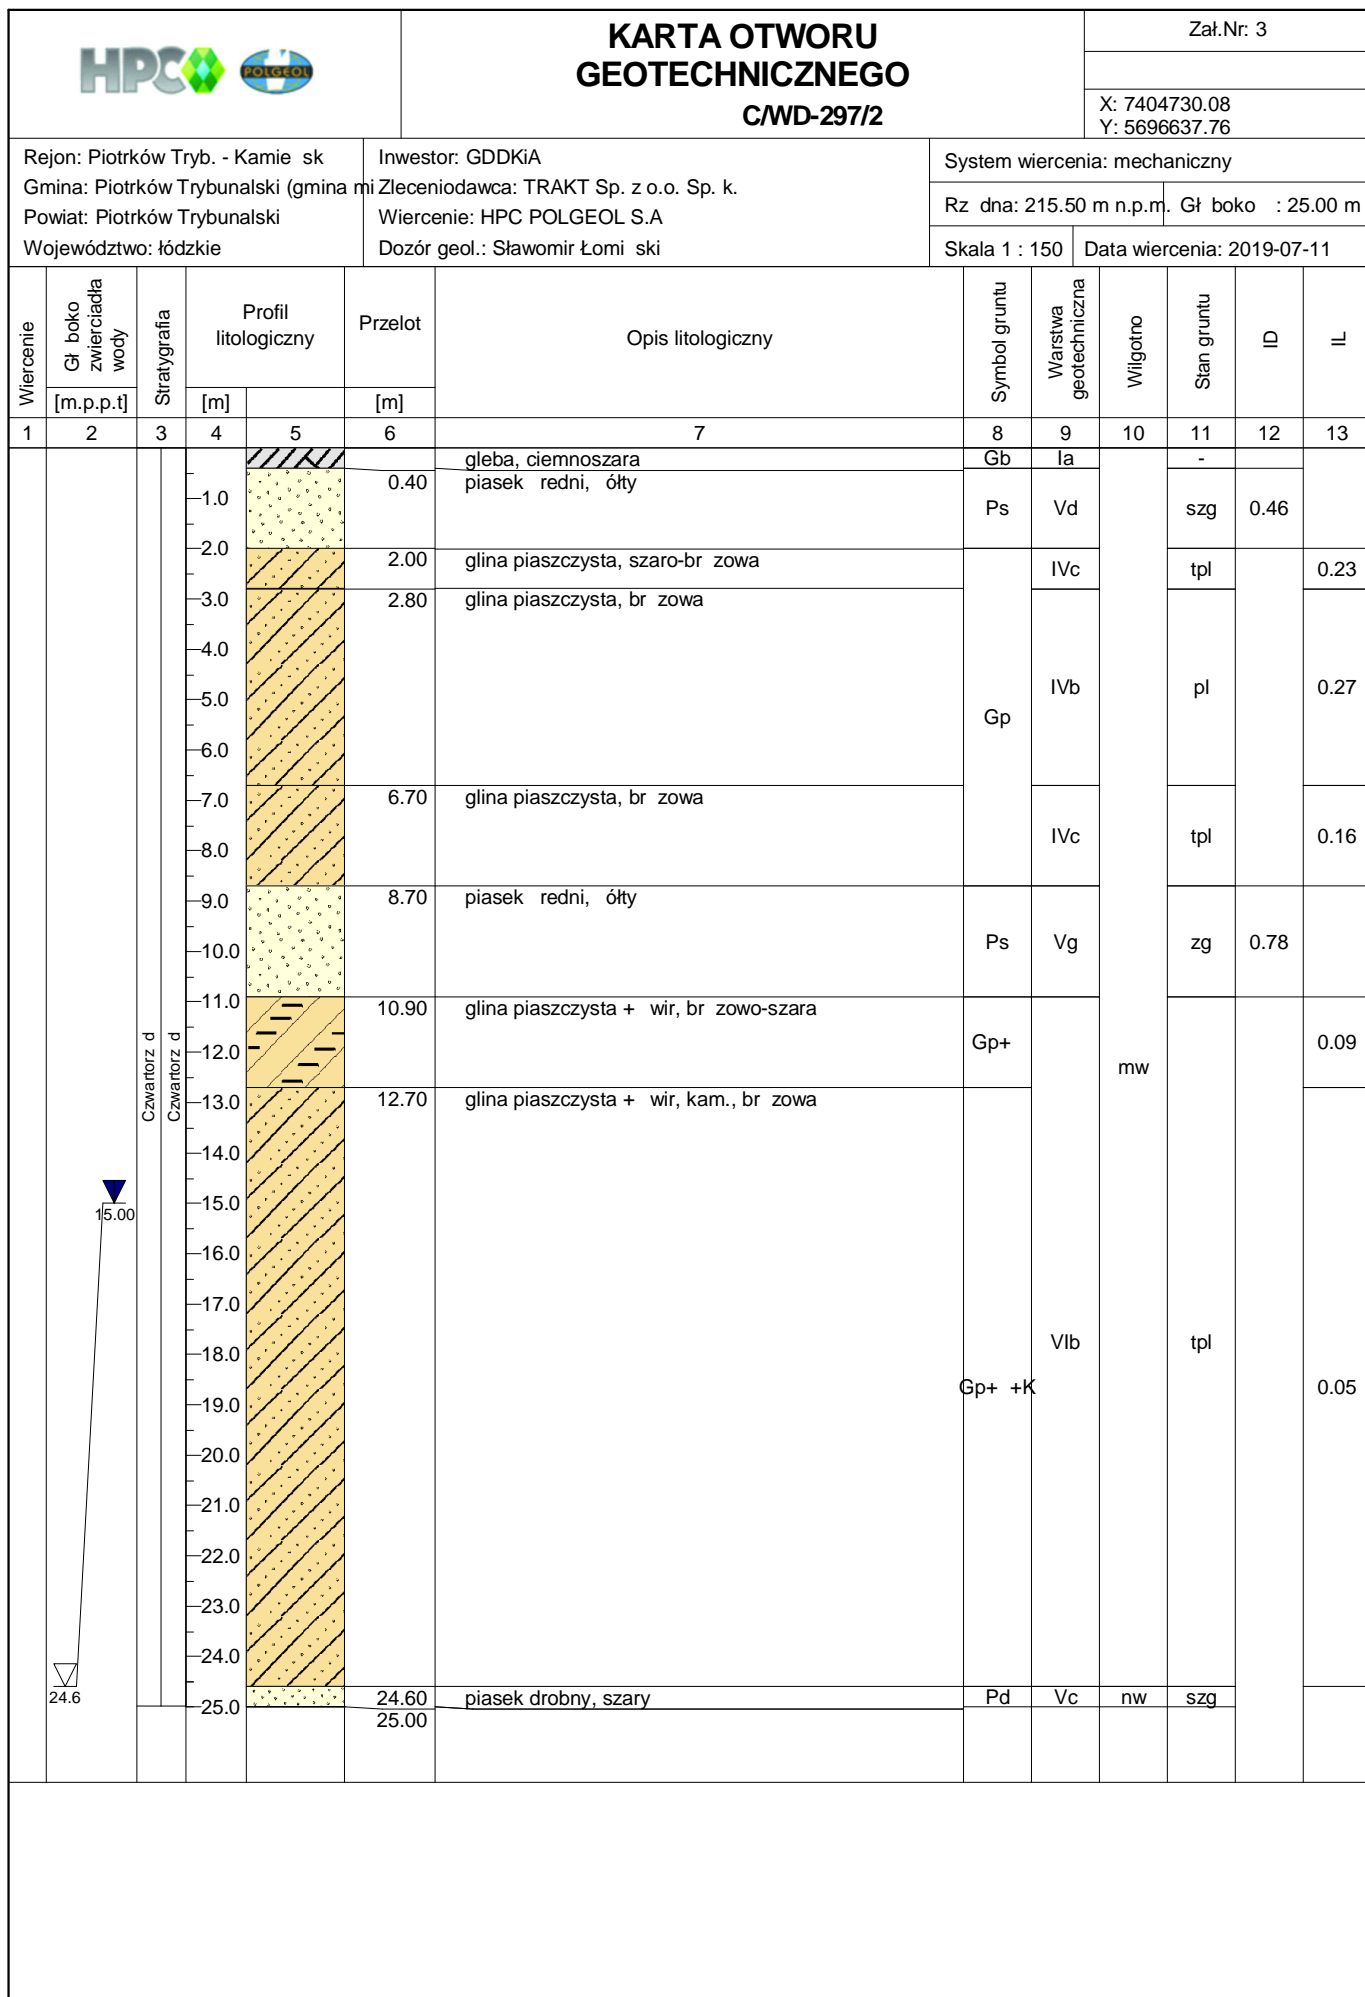 HPC POLGEOL
KARTA OTWORU
GEOTECHNICZNEGO
C/WD-297/2
Zał.Nr: 3
X: 7404730.08
Y: 5696637.76
Rejon: Piotrków Tryb. - Kamie sk
Gmina: Piotrków Trybunalski (gmina mi
Powiat: Piotrków Trybunalski
Województwo: łódzkie
Inwestor: GDDKiA
Zleceniodawca: TRAKT Sp. z o.o. Sp. k.
Wiercenie: HPC POLGEOL S.A
Dozór geol.: Sławomir Łomi ski
System wiercenia: mechaniczny
Rz dna: 215.50 m n.p.m. Gł boko : 25.00 m
Skala 1 : 150 Data wiercenia: 2019-07-11
Wiercenie
Gł boko
zwierciadła
wody
[m.p.p.t]
Stratygrafia
Profil
litologiczny
[m]
Przelot
[m]
Opis litologiczny
Symbol gruntu
Warstwa
geotechniczna
Wilgotno
Stan gruntu
ID
IL
1 2 3 4 5 6 7 8 9 10 11 12 13
gleba, ciemnoszara Gb Ia -
0.40 piasek redni, ółty
1.0 Ps Vd szg 0.46
2.0 2.00 glina piaszczysta, szaro-br zowa
IVc tpl 0.23
3.0 2.80 glina piaszczysta, br zowa
4.0
5.0 IVb pl 0.27
Gp
6.0
7.0 6.70 glina piaszczysta, br zowa
8.0 IVc tpl 0.16
9.0 8.70 piasek redni, ółty
10.0 Ps Vg zg 0.78
11.0 10.90 glina piaszczysta + wir, br zowo-szara
12.0 Gp+ 0.09
mw
Czwartorz d
Czwartorz d
13.0 12.70 glina piaszczysta + wir, kam., br zowa
14.0
15.0
15.00
16.0
17.0
18.0 VIb tpl
19.0 Gp+ +K 0.05
20.0
21.0
22.0
23.0
24.0
24.6
24.60 piasek drobny, szary Pd Vc nw szg
25.0
25.00